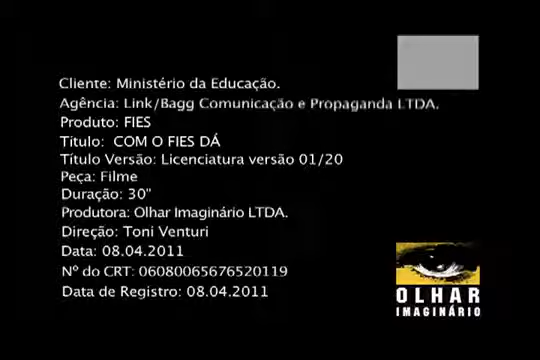 Cliente: Ministério da Educação.
Agência: Link/Bagg Comunicação e Propaganda LTDA.
Produto: FIES
Título: COM O FIES DÁ
Título Versão: Licenciatura versão 01/20
Peça: Filme
Duração: 30"
Produtora: Olhar Imaginário LTDA.
Direção: Toni Venturi
Data: 08.04.2011
Nº do CRT: 06080065676520119
Data de Registro: 08.04.2011
OLHAR
IMAGINÁRIO